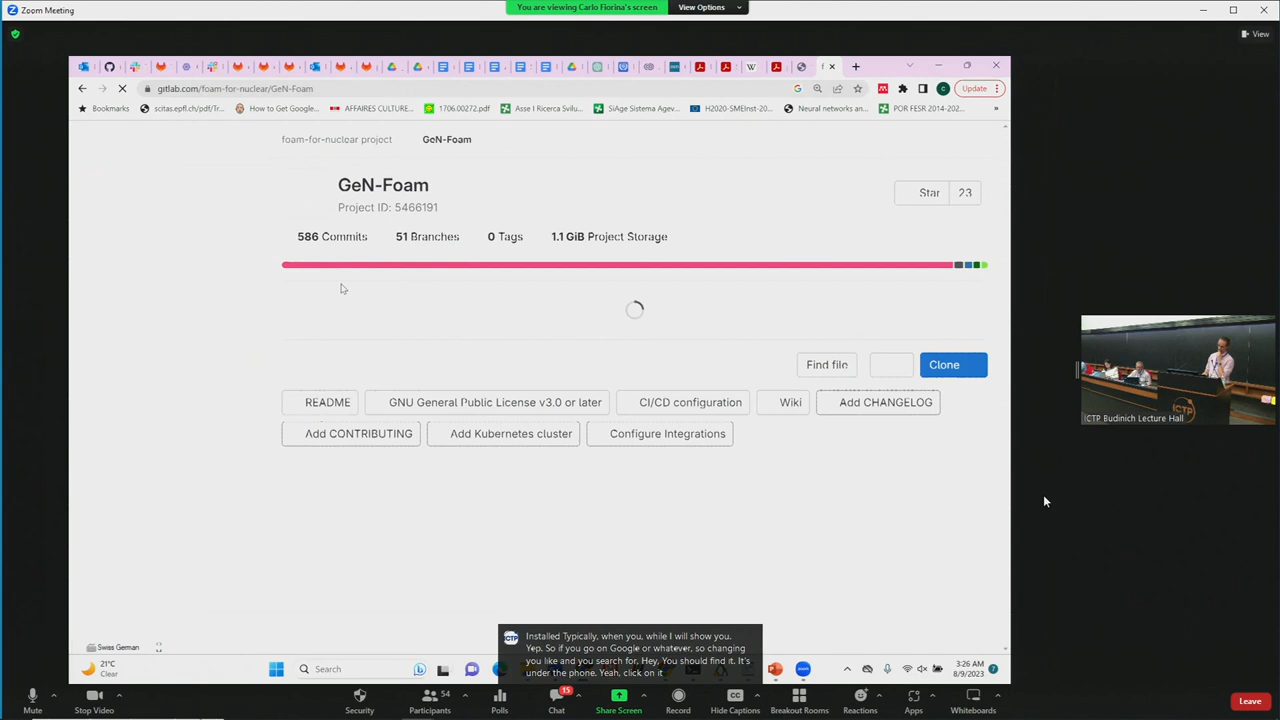 Zoom Meeting
You are viewing Carlo Fiorina's screen View Options
View
gitlab.com/foam-for-nuclear/GeN-Foam Update
Bookmarks scitas.epfl.ch/pdf/Tr... How to Get Google... AFFAIRES CULTURE... 1706.00272.pdf Asse I Ricerca Svilu... SiAge Sistema Agev... H2020-SMEInst-20... Neural networks an... POR FESR 2014-202... »
foam-for-nuclear project GeN-Foam
GeN-Foam
Project ID: 5466191
Star 23
586 Commits 51 Branches 0 Tags 1.1 GiB Project Storage
Find file Clone
README GNU General Public License v3.0 or later CI/CD configuration Wiki Add CHANGELOG
Add CONTRIBUTING Add Kubernetes cluster Configure Integrations
ICTP
ICTP Budinich Lecture Hall
Swiss German
ICTP
Installed Typically, when you, while I will show you.
Yep. So if you go on Google or whatever, so changing
you like and you search for, Hey, You should find it. It's
under the phone. Yeah, click on it
21°C
Clear
Search
3:26 AM
8/9/2023
54
15
Mute Stop Video Security Participants Polls Chat Share Screen Record Hide Captions Breakout Rooms Reactions Apps Whiteboards Leave